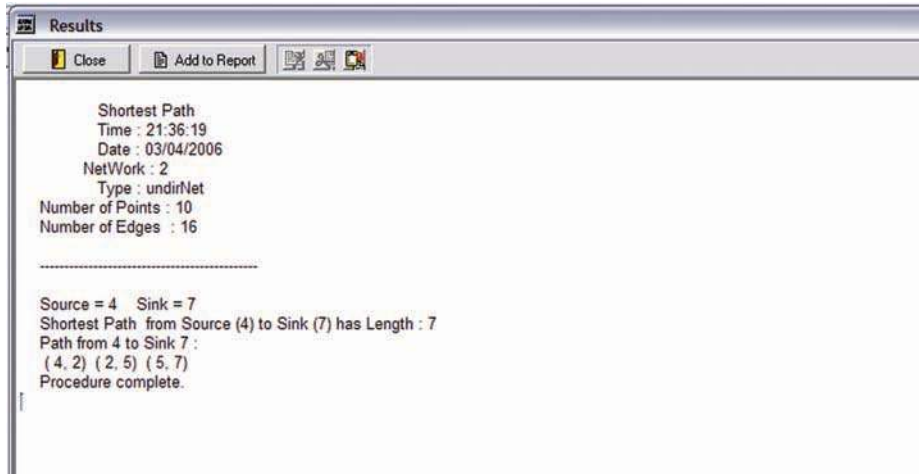 Results
Close Add to Report
Shortest Path
Time : 21:36:19
Date : 03/04/2006
NetWork : 2
Type : undirNet
Number of Points : 10
Number of Edges : 16
--------------------------------------------
Source = 4 Sink = 7
Shortest Path from Source (4) to Sink (7) has Length : 7
Path from 4 to Sink 7 :
( 4, 2) ( 2, 5) ( 5, 7)
Procedure complete.